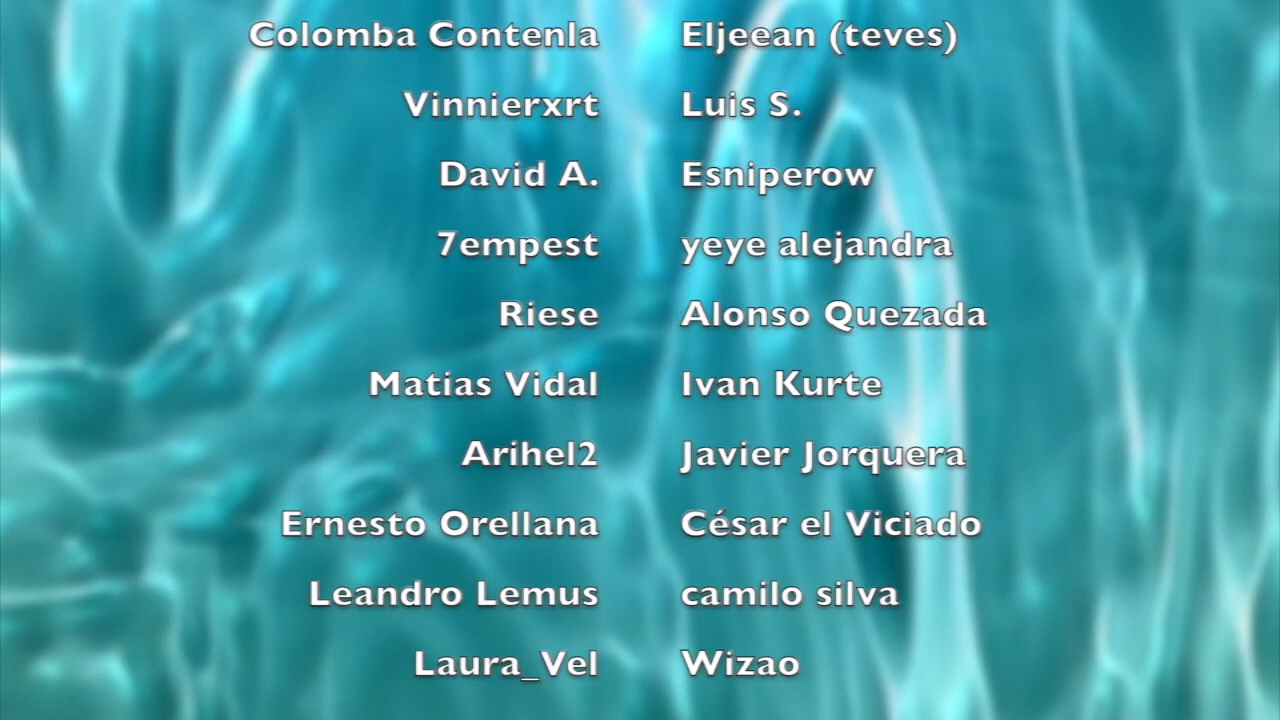 Colomba Contenla Eljeean (teves)
Vinnierxrt Luis S.
David A. Esniperow
7empest yeye alejandra
Riese Alonso Quezada
Matias Vidal Ivan Kurte
Arihel2 Javier Jorquera
Ernesto Orellana César el Viciado
Leandro Lemus camilo silva
Laura_Vel Wizao